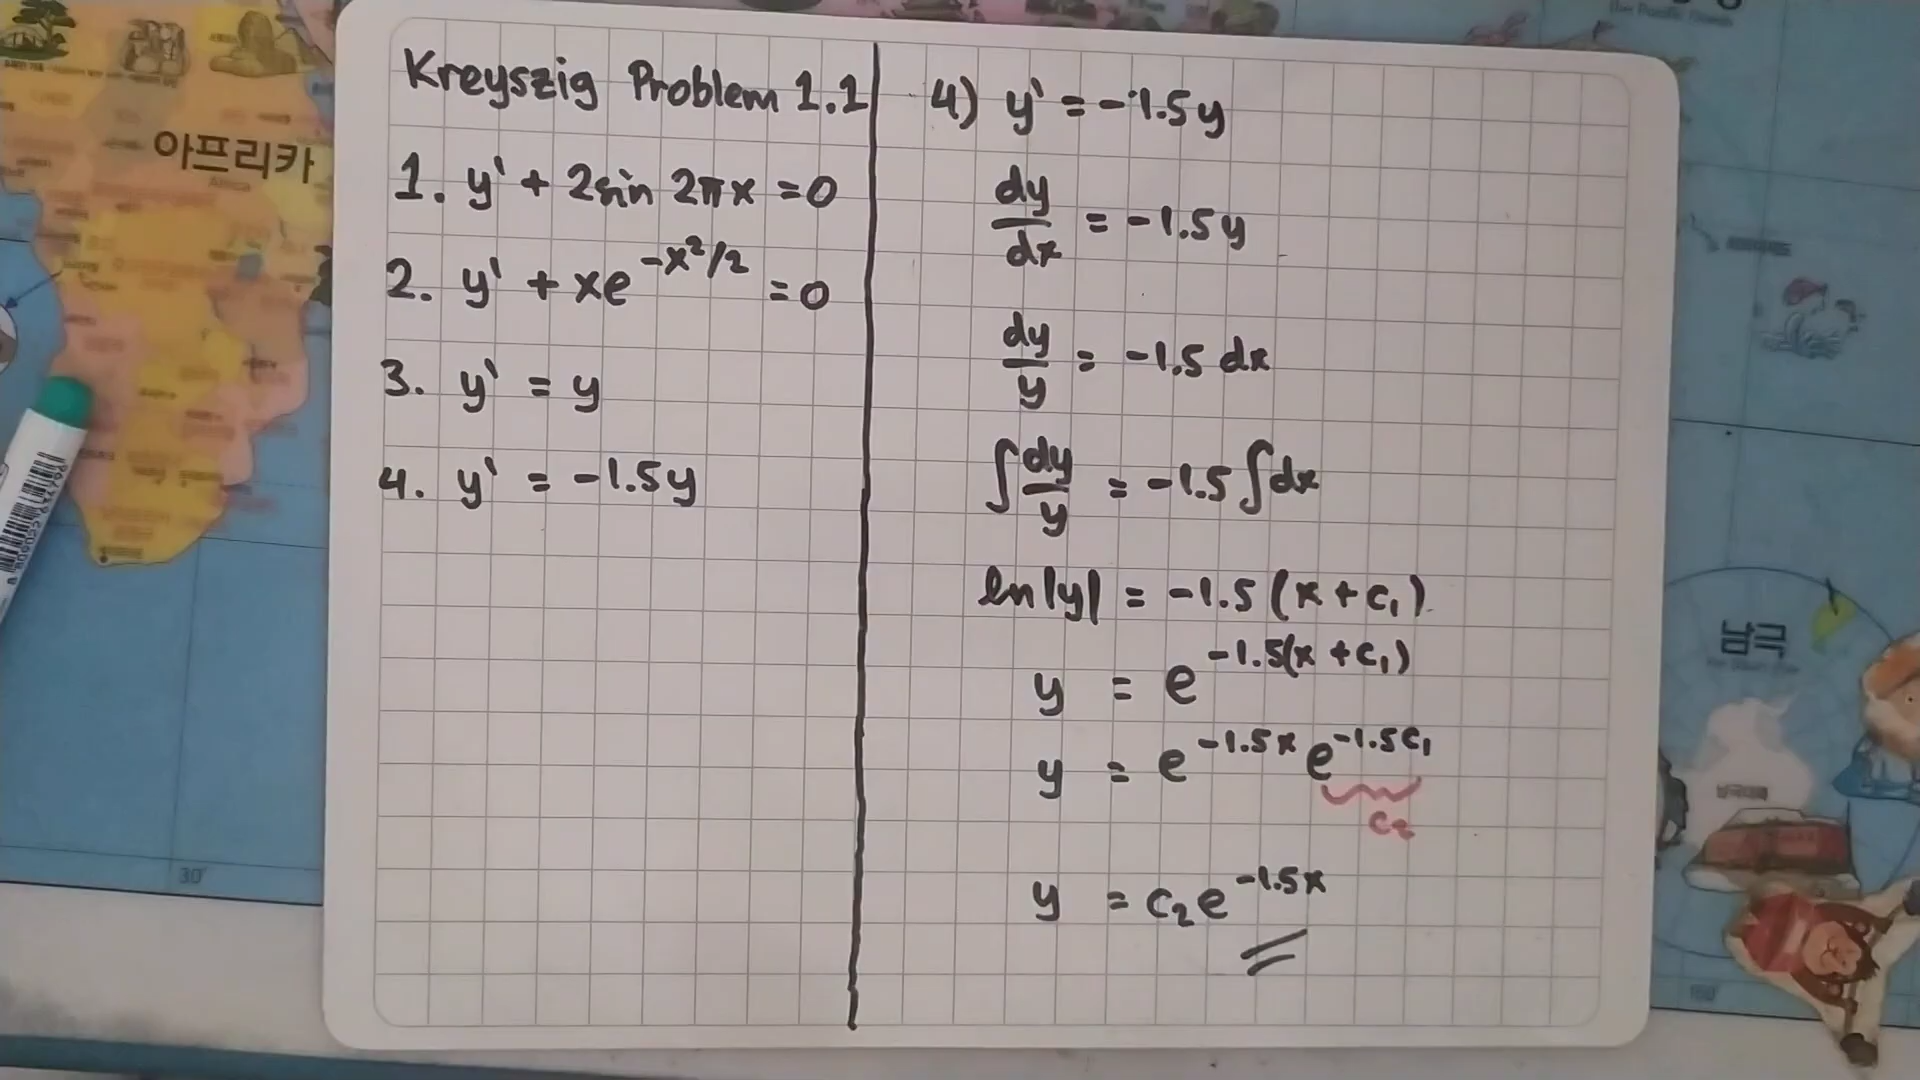 Kreyszig Problem 1.1
1. y' + 2sin 2πx = 0
2. y' + xe^{-x²/2} = 0
3. y' = y
4. y' = -1.5y
4) y' = -1.5y
dy/dx = -1.5y
dy/y = -1.5 dx
∫dy/y = -1.5∫dx
ln|y| = -1.5(x + c₁)
y = e^{-1.5(x + c₁)}
y = e^{-1.5x} e^{-1.5c₁}
c₂
y = c₂e^{-1.5x}
아프리카
Africa
남극
30°